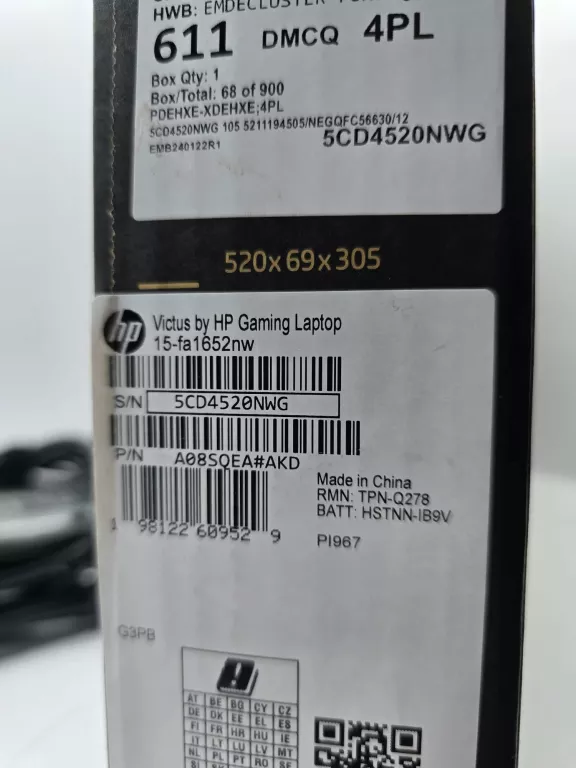 HWB: EMDECLUSTER
611 DMCQ 4PL
Box Qty: 1
Box/Total: 68 of 900
PDEHXE-XDEHXE;4PL
5CD4520NWG 105 5211194505/NEGQFC56630/12
EMB240122R1
5CD4520NWG
520x69x305
hp
Victus by HP Gaming Laptop
15-fa1652nw
S/N 5CD4520NWG
P/N A08SQEA#AKD
1 98122 60952 9
Made in China
RMN: TPN-Q278
BATT: HSTNN-IB9V
PI967
G3PB
AT BE BG CY CZ
DE DK EE EL ES
FI FR HR HU IE
IT LT LU LV MT
NL PL PT RO SE